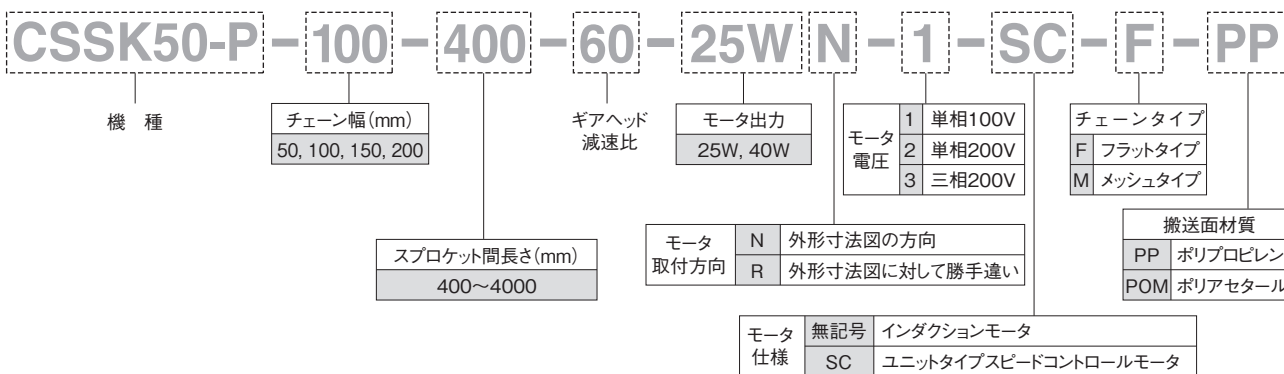 CSSK50-P-100-400-60-25WN-1-SC-F-PP
機 種
チェーン幅(mm)
50, 100, 150, 200
スプロケット間長さ(mm)
400〜4000
ギアヘッド
減速比
モータ出力
25W, 40W
モータ
取付方向
N 外形寸法図の方向
R 外形寸法図に対して勝手違い
モータ
電圧
1 単相100V
2 単相200V
3 三相200V
モータ
仕様
無記号 インダクションモータ
SC ユニットタイプスピードコントロールモータ
チェーンタイプ
F フラットタイプ
M メッシュタイプ
搬送面材質
PP ポリプロピレン
POM ポリアセタール